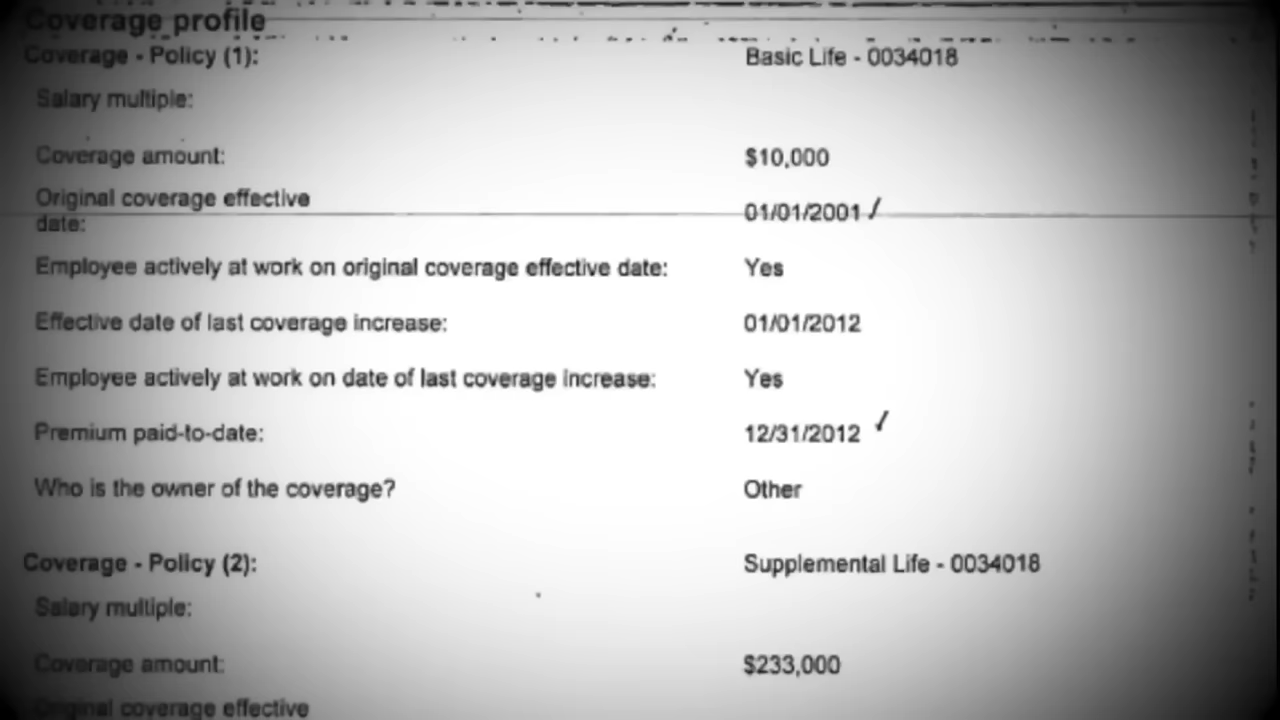 Coverage profile
Coverage - Policy (1): Basic Life - 0034018
Salary multiple:
Coverage amount: $10,000
Original coverage effective
date: 01/01/2001
Employee actively at work on original coverage effective date: Yes
Effective date of last coverage increase: 01/01/2012
Employee actively at work on date of last coverage increase: Yes
Premium paid-to-date: 12/31/2012
Who is the owner of the coverage? Other
Coverage - Policy (2): Supplemental Life - 0034018
Salary multiple:
Coverage amount: $233,000
Original coverage effective